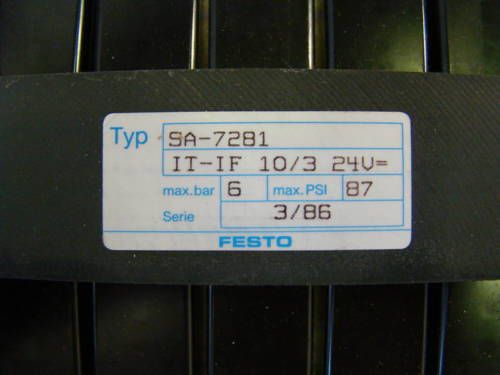 Typ SA-7281
IT-IF 10/3 24V=
max.bar 6 max.PSI 87
Serie 3/86
FESTO